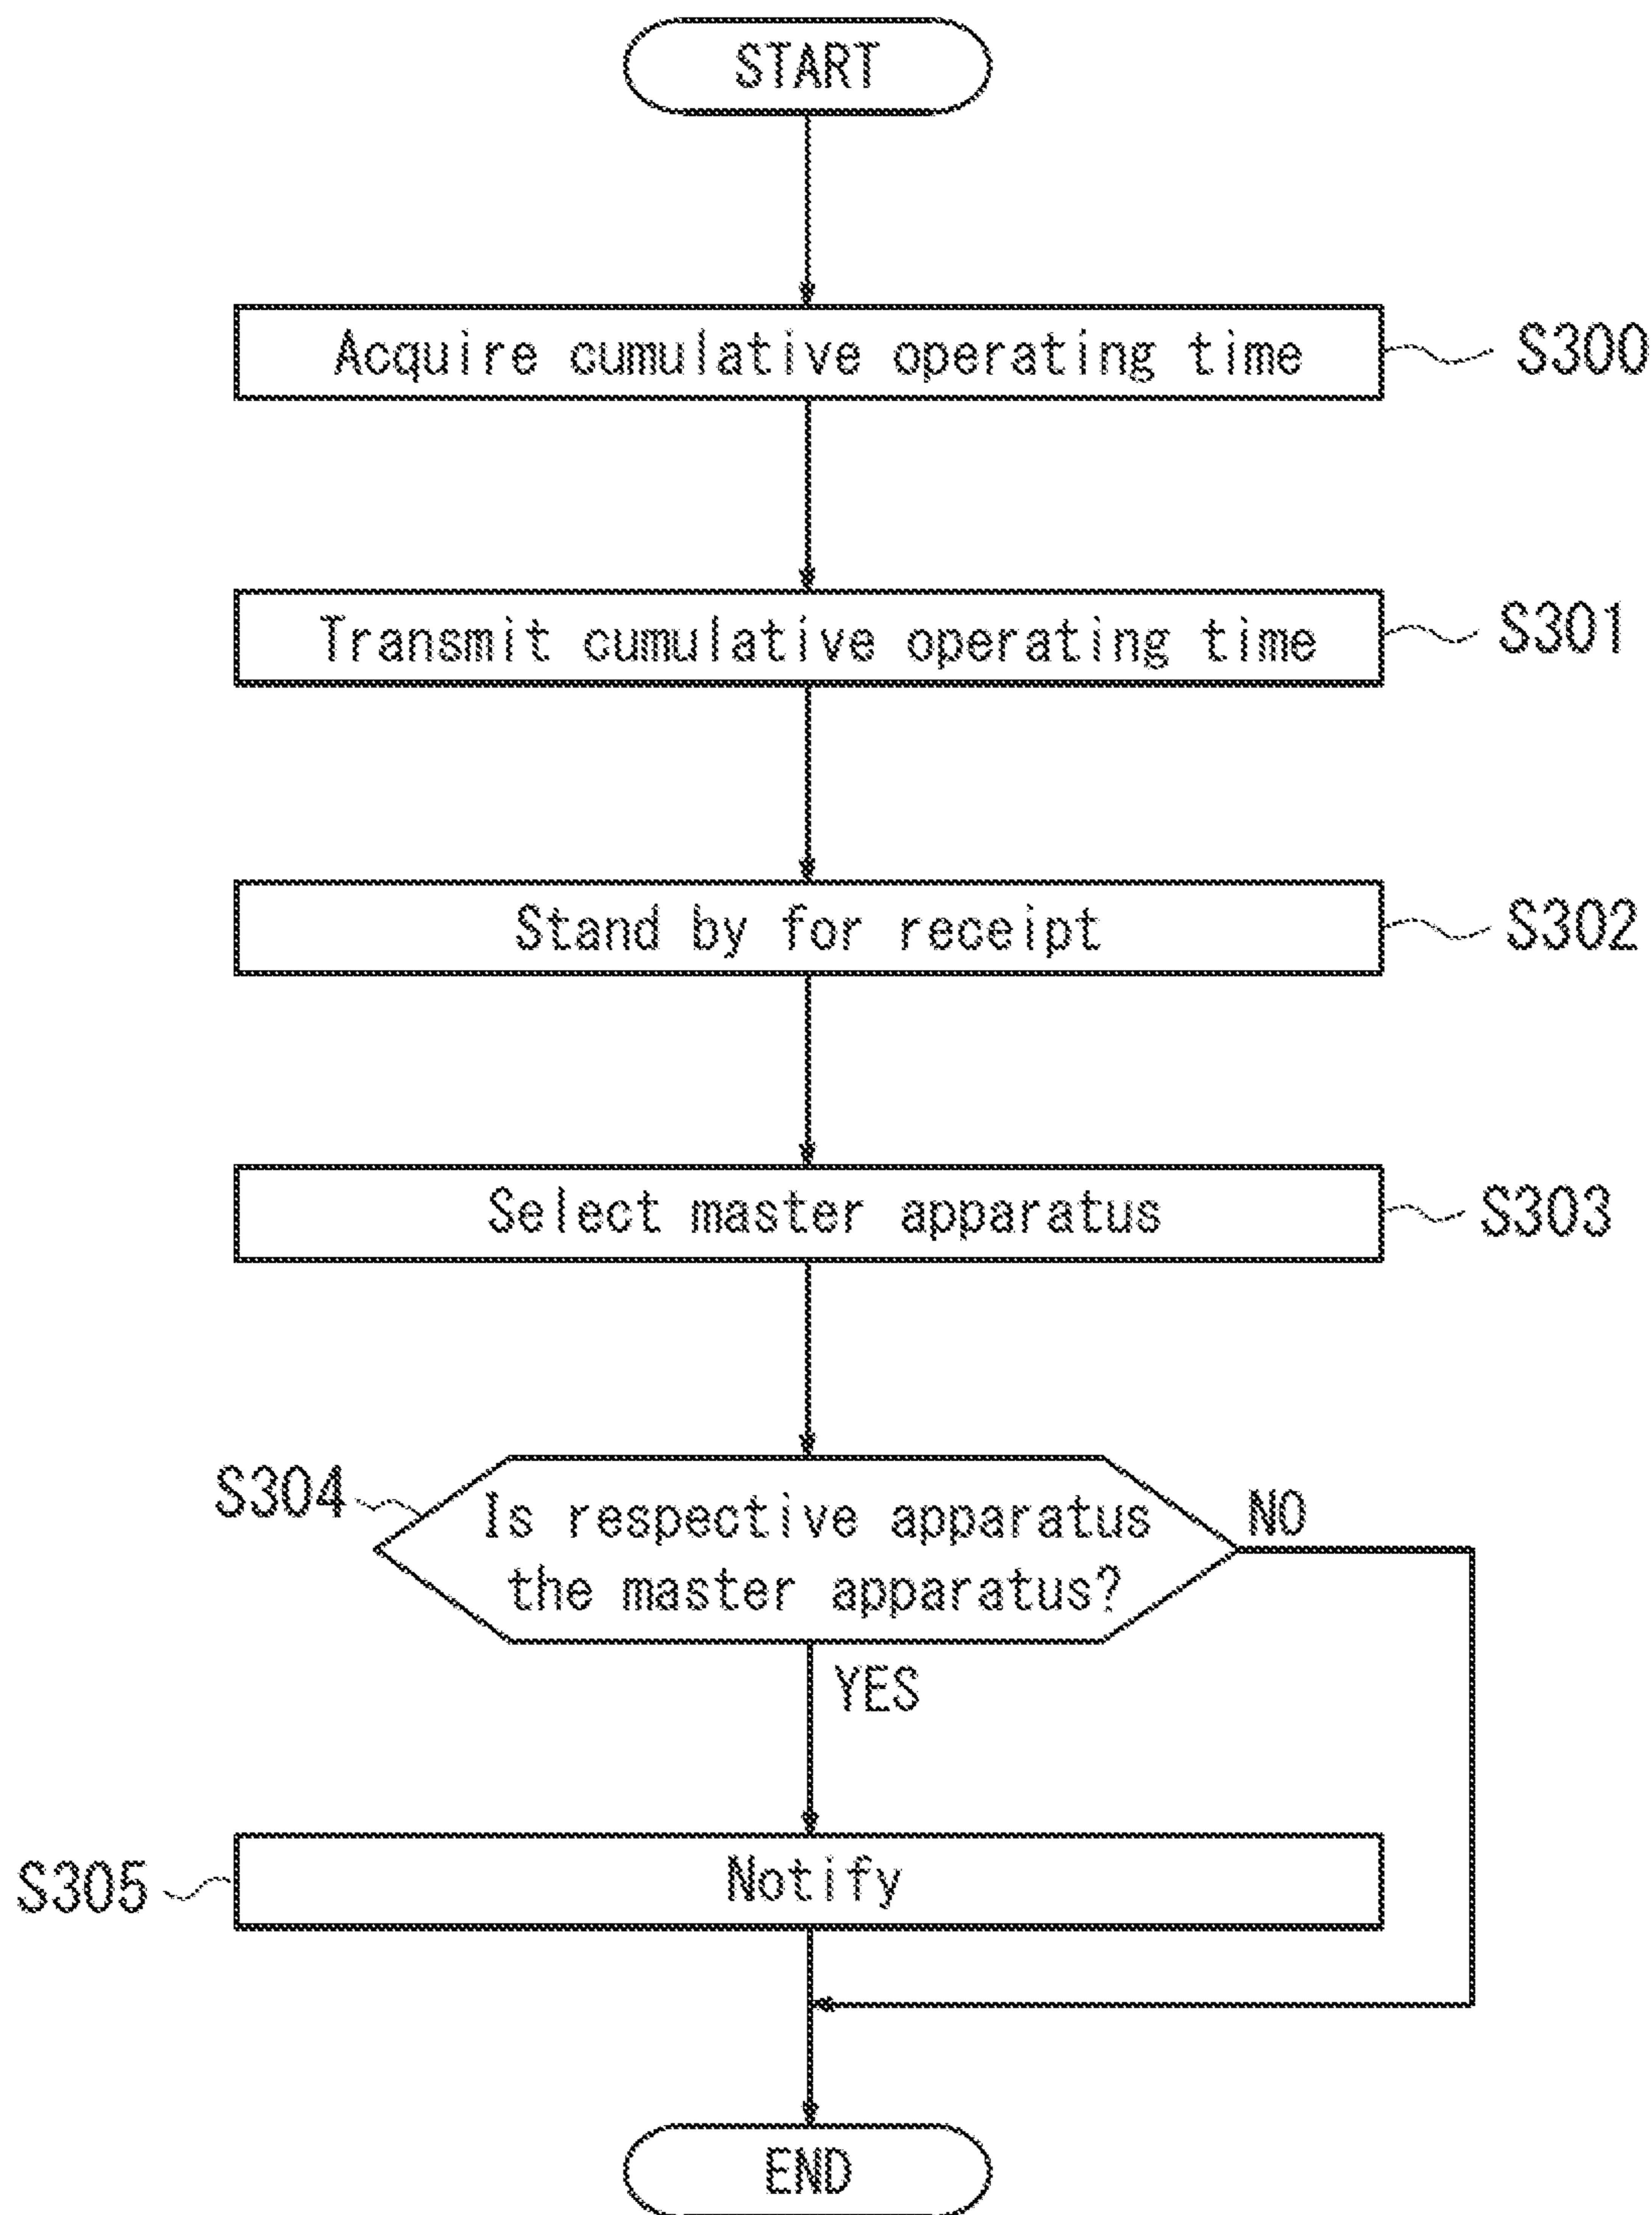 START
Acquire cumulative operating time
S300
Transmit cumulative operating time
S301
Stand by for receipt
S302
Select master apparatus
S303
S304
Is respective apparatus
the master apparatus?
NO
YES
S305
Notify
END